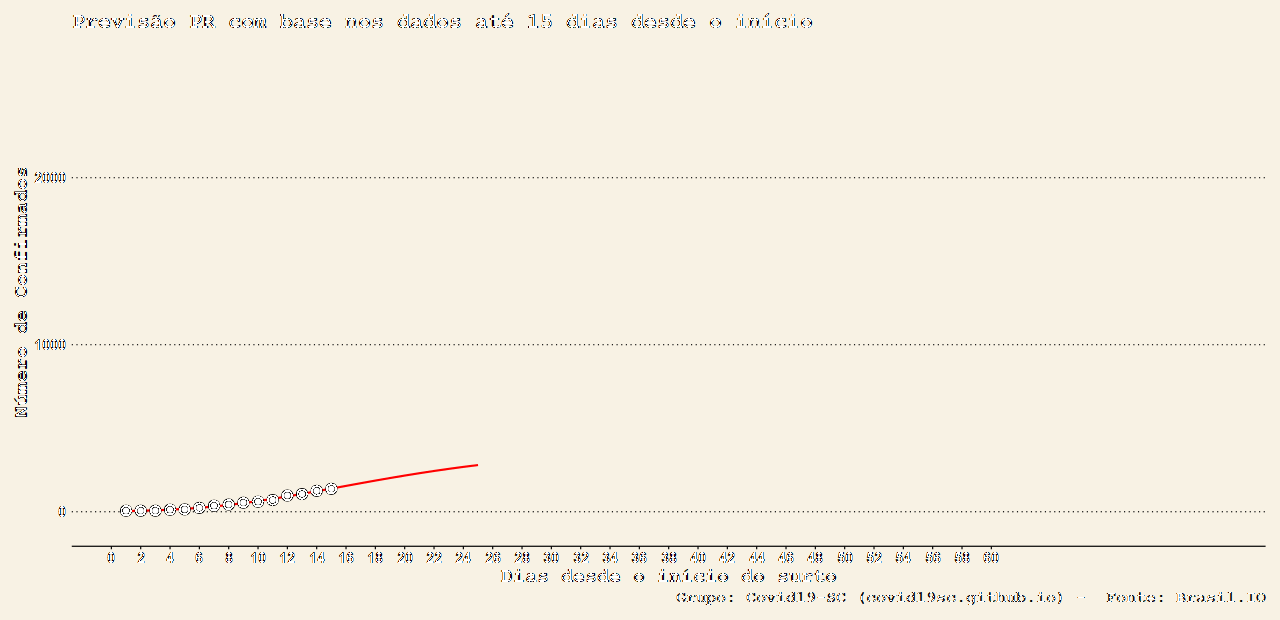 Previsão PR com base nos dados até 15 dias desde o início
Número de Confirmados
20000
10000
0
0 2 4 6 8 10 12 14 16 18 20 22 24 26 28 30 32 34 36 38 40 42 44 46 48 50 52 54 56 58 60
Dias desde o início do surto
Grupo: Covid19-SC (covid19sc.github.io) -- Fonte: Brasil.IO